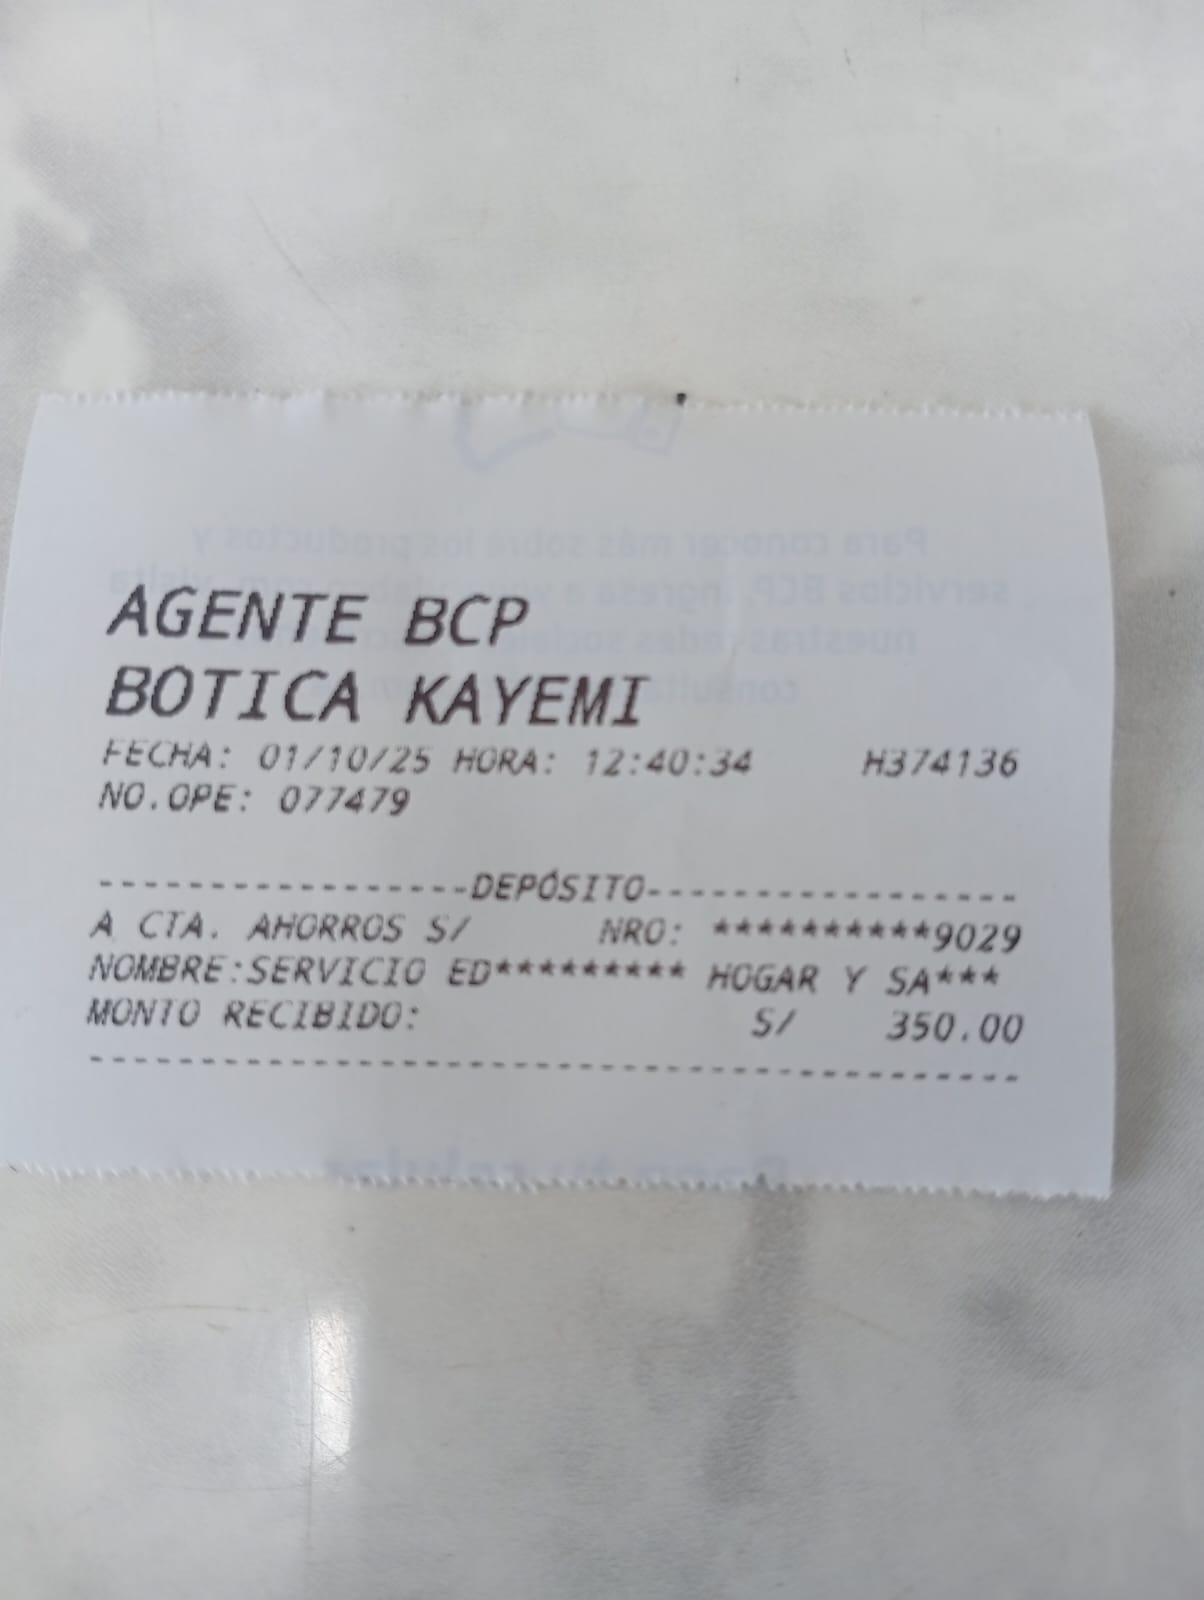 AGENTE BCP
BOTICA KAYEMI
FECHA: 01/10/25 HORA: 12:40:34 H374136
NO.OPE: 077479
-----------------DEPÓSITO-----------------
A CTA. AHORROS S/ NRO: **********9029
NOMBRE:SERVICIO ED********* HOGAR Y SA***
MONTO RECIBIDO: S/ 350.00